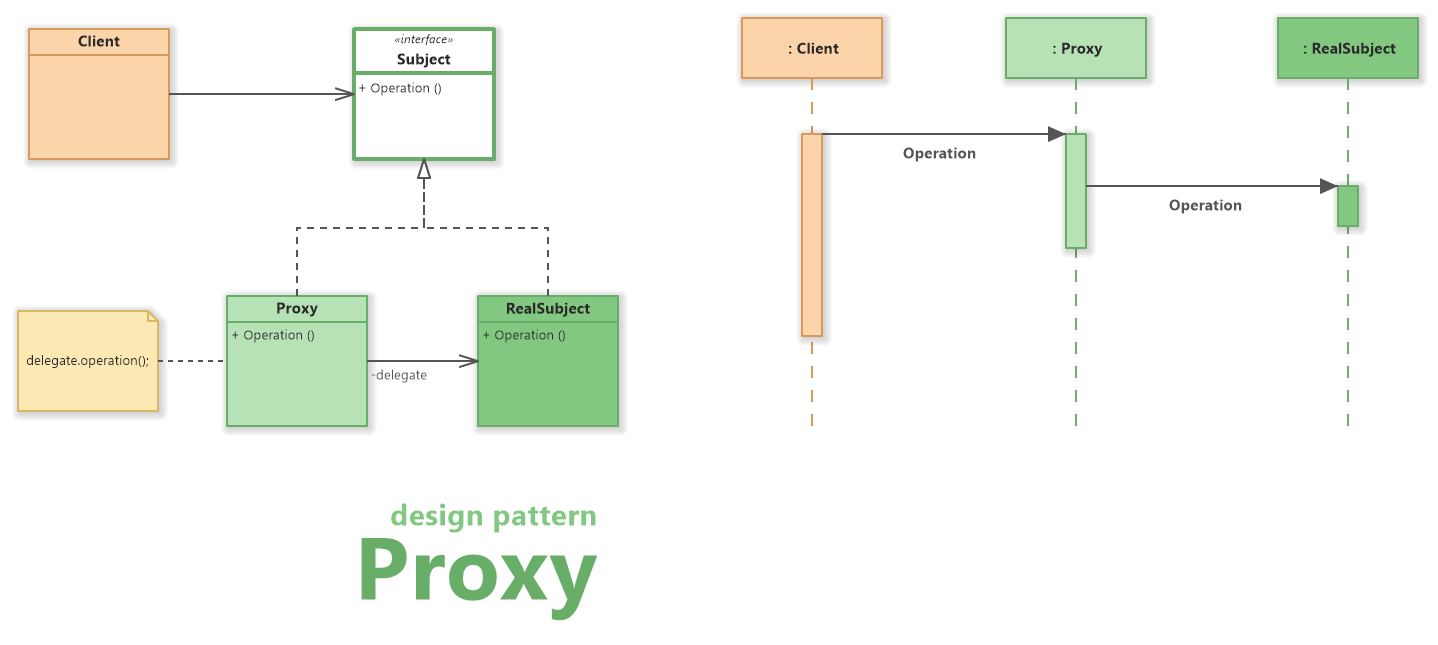 Client
«interface»
Subject
+ Operation ()
Proxy
+ Operation ()
RealSubject
+ Operation ()
delegate.operation();
-delegate
: Client
: Proxy
: RealSubject
Operation
Operation
design pattern
Proxy